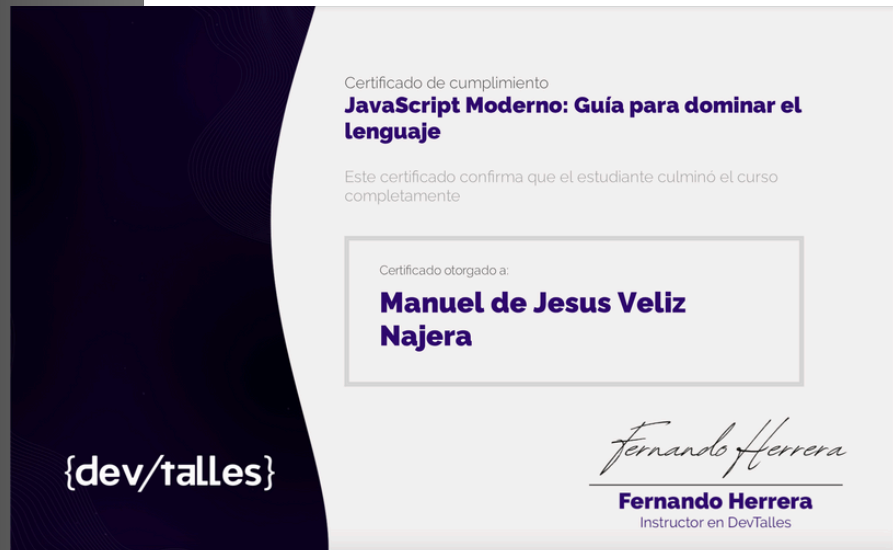 Certificado de cumplimiento
JavaScript Moderno: Guía para dominar el
lenguaje
Este certificado confirma que el estudiante culminó el curso
completamente
Certificado otorgado a:
Manuel de Jesus Veliz
Najera
{dev/talles}
Fernando Herrera
Fernando Herrera
Instructor en DevTalles